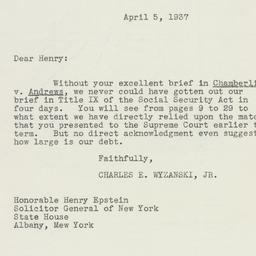 April 5, 1937
Dear Henry:
Without your excellent brief in Chamberli
v. Andrews, we never could have gotten out our
brief in Title IX of the Social Security Act in
four days. You will see from pages 9 to 29 to
what extent we have directly relied upon the mat
that you presented to the Supreme Court earlier t
term. But no direct acknowledgment even suggest
how large is our debt.
Faithfully,
CHARLES E. WYZANSKI, JR.
Honorable Henry Epstein
Solicitor General of New York
State House
Albany, Mew York